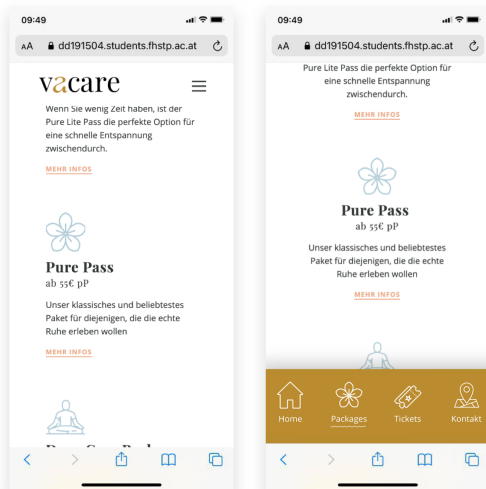 09:49
AA dd191504.students.fhstp.ac.at
vacare
Wenn Sie wenig Zeit haben, ist der
Pure Lite Pass die perfekte Option für
eine schnelle Entspannung
zwischendurch.
MEHR INFOS
Pure Pass
ab 55€ pP
Unser klassisches und beliebtestes
Paket für diejenigen, die die echte
Ruhe erleben wollen
MEHR INFOS
09:49
AA dd191504.students.fhstp.ac.at
Pure Lite Pass die perfekte Option für
eine schnelle Entspannung
zwischendurch.
MEHR INFOS
Pure Pass
ab 55€ pP
Unser klassisches und beliebtestes
Paket für diejenigen, die die echte
Ruhe erleben wollen
MEHR INFOS
Home
Packages
Tickets
Kontakt